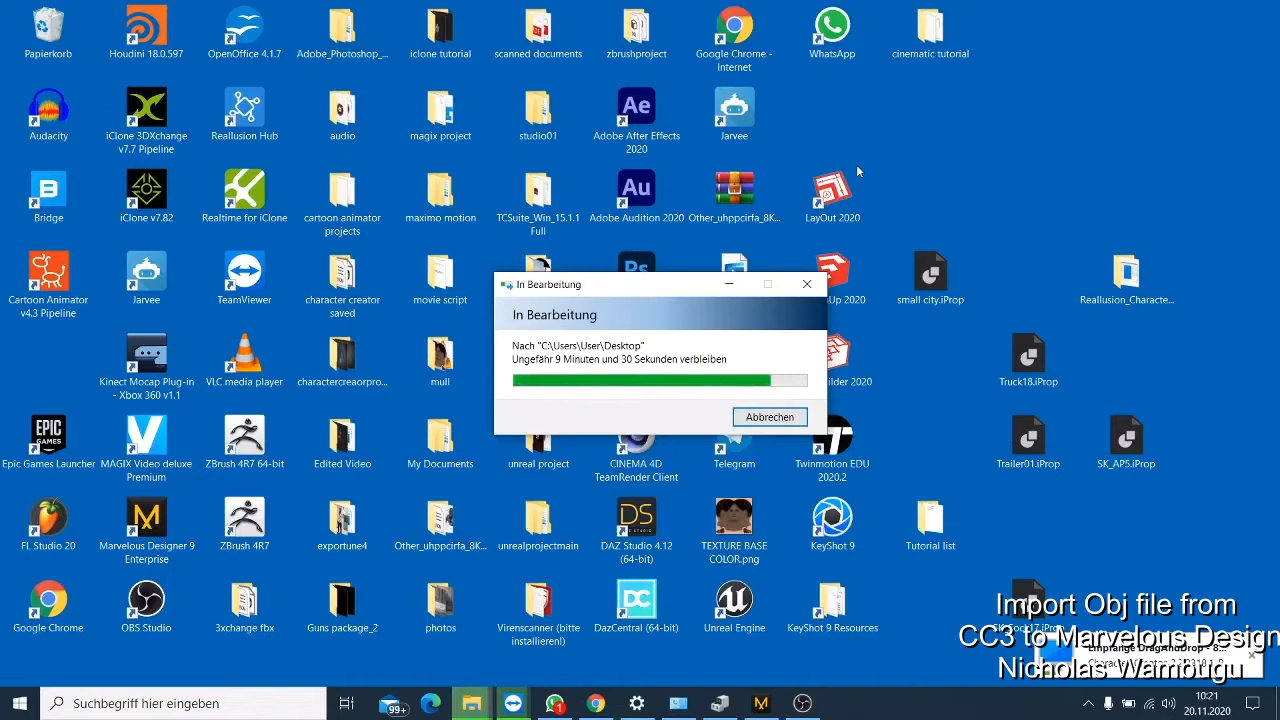 Papierkorb
Houdini 18.0.597
OpenOffice 4.1.7
Adobe_Photoshop_...
iclone tutorial
scanned documents
zbrushproject
Google Chrome -
Internet
WhatsApp
cinematic tutorial
Audacity
iClone 3DXchange
v7.7 Pipeline
Reallusion Hub
audio
magix project
studio01
Ae
Adobe After Effects
2020
Jarvee
Bridge
iClone v7.82
Realtime for iClone
cartoon animator
projects
maximo motion
TCSuite_Win_15.1.1
Full
Au
Adobe Audition 2020
Other_uhppcirfa_8K...
LayOut 2020
Cartoon Animator
v4.3 Pipeline
Jarvee
TeamViewer
character creator
saved
movie script
Ps
Up 2020
small city.iProp
Reallusion_Characte...
In Bearbeitung
In Bearbeitung
Nach "C:\Users\User\Desktop"
Ungefähr 9 Minuten und 30 Sekunden verbleiben
Abbrechen
Kinect Mocap Plug-in
- Xbox 360 v1.1
VLC media player
charactercreaorpro...
mull
ilder 2020
Truck18.iProp
EPIC
GAMES
Epic Games Launcher
MAGIX Video deluxe
Premium
ZBrush 4R7 64-bit
Edited Video
My Documents
unreal project
CINEMA 4D
TeamRender Client
Telegram
Twinmotion EDU
2020.2
Trailer01.iProp
SK_AP5.iProp
FL Studio 20
Marvelous Designer 9
Enterprise
ZBrush 4R7
exportune4
Other_uhppcirfa_8K...
unrealprojectmain
DS
DAZ Studio 4.12
(64-bit)
TEXTURE BASE
COLOR.png
KeyShot 9
Tutorial list
Google Chrome
OBS Studio
3xchange fbx
Guns package_2
photos
Virenscanner (bitte
installieren!)
DC
DazCentral (64-bit)
Unreal Engine
KeyShot 9 Resources
Import Obj file from
CC3 to Marvelous Design
Nicholas Wambugu
Suchbegriff hier eingeben
99+
10:21
20.11.2020